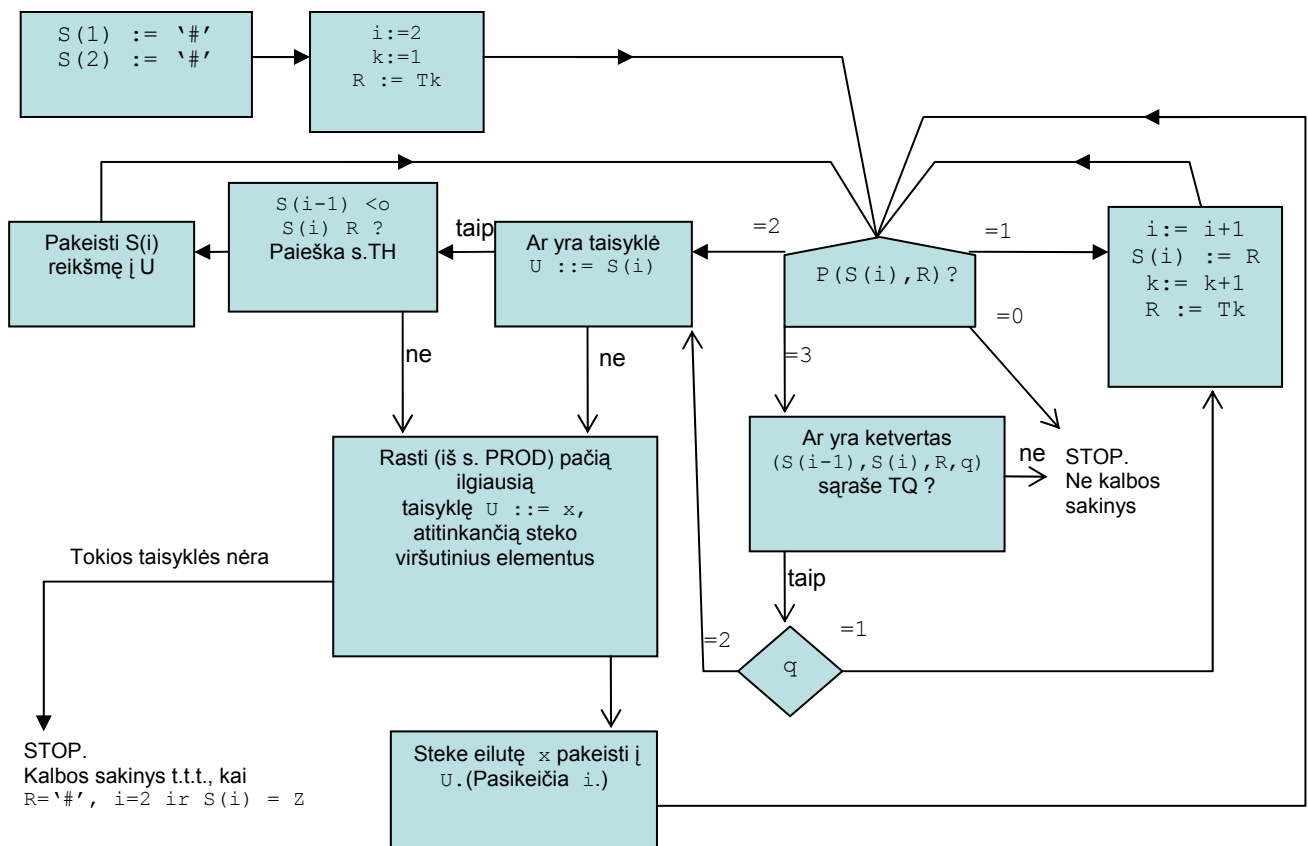 S(1) := ‘#’
S(2) := ‘#’
i:=2
k:=1
R := Tk
Pakeisti S(i)
reikšmę į U
S(i-1) <o
S(i) R ?
Paieška s.TH
taip
Ar yra taisyklė
U ::= S(i)
=2
P(S(i),R)?
=1
i:= i+1
S(i) := R
k:= k+1
R := Tk
=0
=3
ne
ne
Rasti (iš s. PROD) pačią
ilgiausią
taisyklę U ::= x,
atitinkančią steko
viršutinius elementus
Ar yra ketvertas
(S(i-1),S(i),R,q)
sąraše TQ ?
ne
STOP.
Ne kalbos
sakinys
Tokios taisyklės nėra
taip
=2
q
=1
STOP.
Kalbos sakinys t.t.t., kai
R=‘#’, i=2 ir S(i) = Z
Steke eilutę x pakeisti į
U.(Pasikeičia i.)